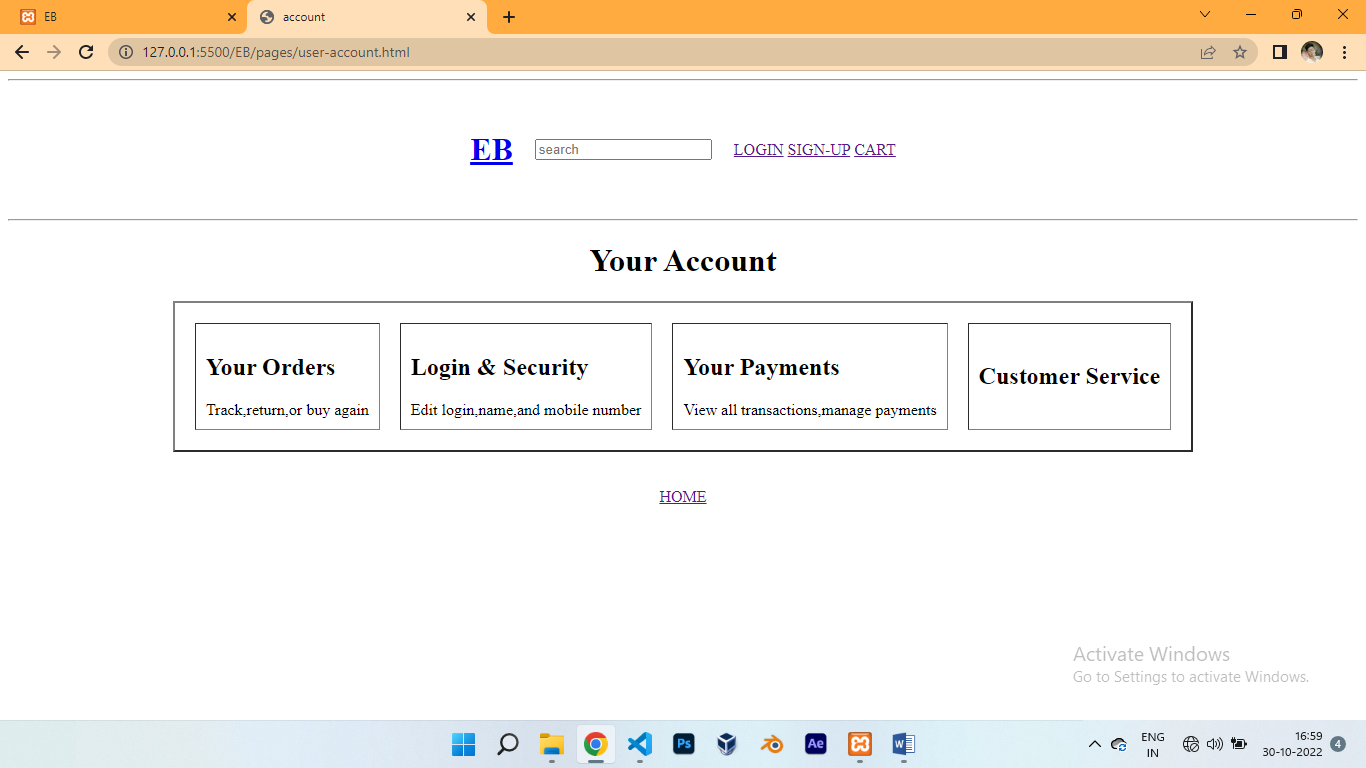 EB
account
127.0.0.1:5500/EB/pages/user-account.html
EB
search
LOGIN SIGN-UP CART
Your Account
Your Orders
Track,return,or buy again
Login & Security
Edit login,name,and mobile number
Your Payments
View all transactions,manage payments
Customer Service
HOME
Activate Windows
Go to Settings to activate Windows.
Ps
Ae
W
ENG
IN
16:59
30-10-2022
4